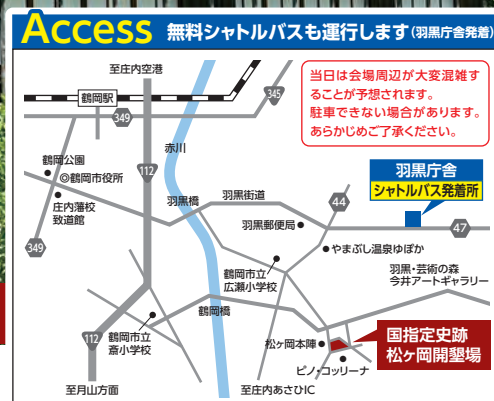 Access 無料シャトルバスも運行します(羽黒庁舎発着)
至庄内空港
当日は会場周辺が大変混雑す
ることが予想されます。
駐車できない場合があります。
あらかじめご了承ください。
鶴岡駅
349
345
赤川
鶴岡公園
◎鶴岡市役所
112
羽黒庁舎
シャトルバス発着所
庄内藩校
致道館
羽黒橋
羽黒街道
44
羽黒郵便局
47
349
やまぶし温泉ゆぽか
鶴岡市立
広瀬小学校
羽黒・芸術の森
今井アートギャラリー
鶴岡橋
112
鶴岡市立
斎小学校
松ヶ岡本陣
国指定史跡
松ヶ岡開墾場
ピノ・コッリーナ
至月山方面
至庄内あさひIC